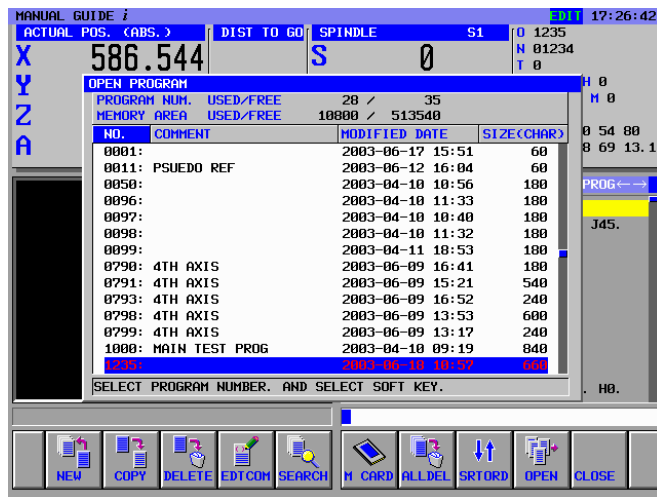 MANUAL GUIDE i EDIT 17:26:42
ACTUAL POS. (ABS.) DIST TO GO SPINDLE S1 O 1235
X 586.544 S 0 N 01234
T 0
Y
Z
A
H 0
M 0
0 54 80
8 69 13.1
OPEN PROGRAM
PROGRAM NUM. USED/FREE 28 / 35
MEMORY AREA USED/FREE 10800 / 513540
NO. COMMENT MODIFIED DATE SIZE(CHAR)
0001: 2003-06-17 15:51 60
0011: PSUEDO REF 2003-06-12 16:04 60
0050: 2003-04-10 10:56 180
0096: 2003-04-10 11:33 180
0097: 2003-04-10 10:40 180
0098: 2003-04-10 11:32 180
0099: 2003-04-11 18:53 180
0790: 4TH AXIS 2003-06-09 16:41 180
0791: 4TH AXIS 2003-06-09 15:21 540
0793: 4TH AXIS 2003-06-09 16:52 240
0798: 4TH AXIS 2003-06-09 13:53 600
0799: 4TH AXIS 2003-06-09 13:17 240
1000: MAIN TEST PROG 2003-04-10 09:19 840
1235: 2003-06-18 10:57 660
SELECT PROGRAM NUMBER. AND SELECT SOFT KEY.
PROG←→
J45.
. H0.
NEW COPY DELETE EDTCOM SEARCH M CARD ALLDEL SRTORD OPEN CLOSE